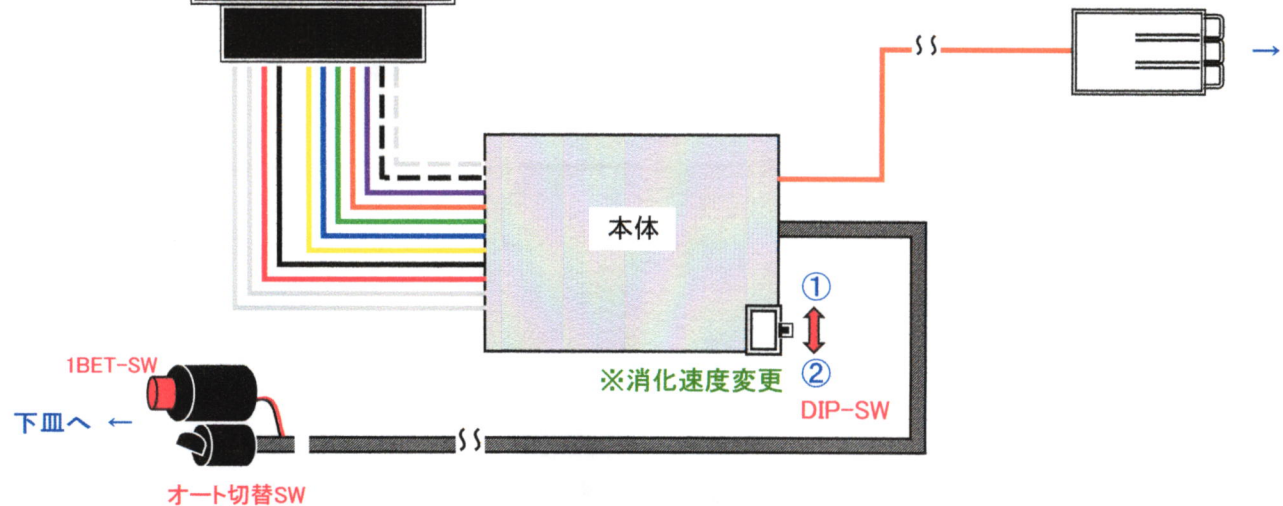 →
本体
①
②
※消化速度変更
DIP-SW
1BET-SW
下皿へ ←
オート切替SW